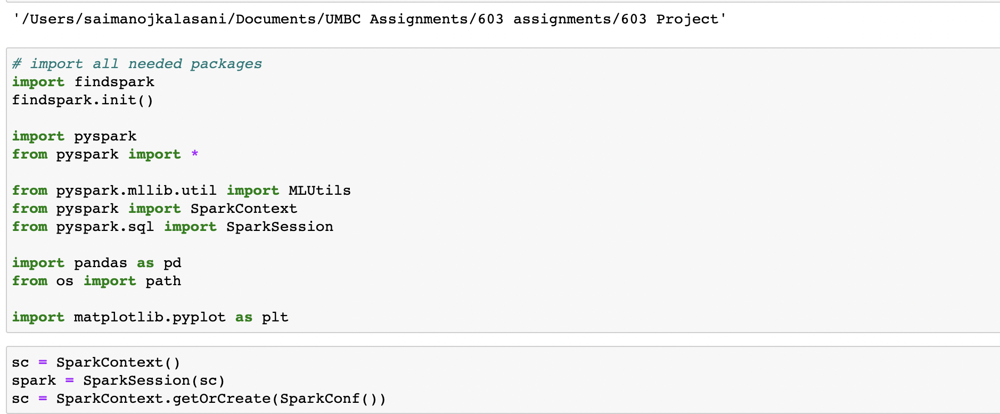 '/Users/saimanojkalasani/Documents/UMBC Assignments/603 assignments/603 Project'
# import all needed packages
import findspark
findspark.init()
import pyspark
from pyspark import *
from pyspark.mllib.util import MLUtils
from pyspark import SparkContext
from pyspark.sql import SparkSession
import pandas as pd
from os import path
import matplotlib.pyplot as plt
sc = SparkContext()
spark = SparkSession(sc)
sc = SparkContext.getOrCreate(SparkConf())